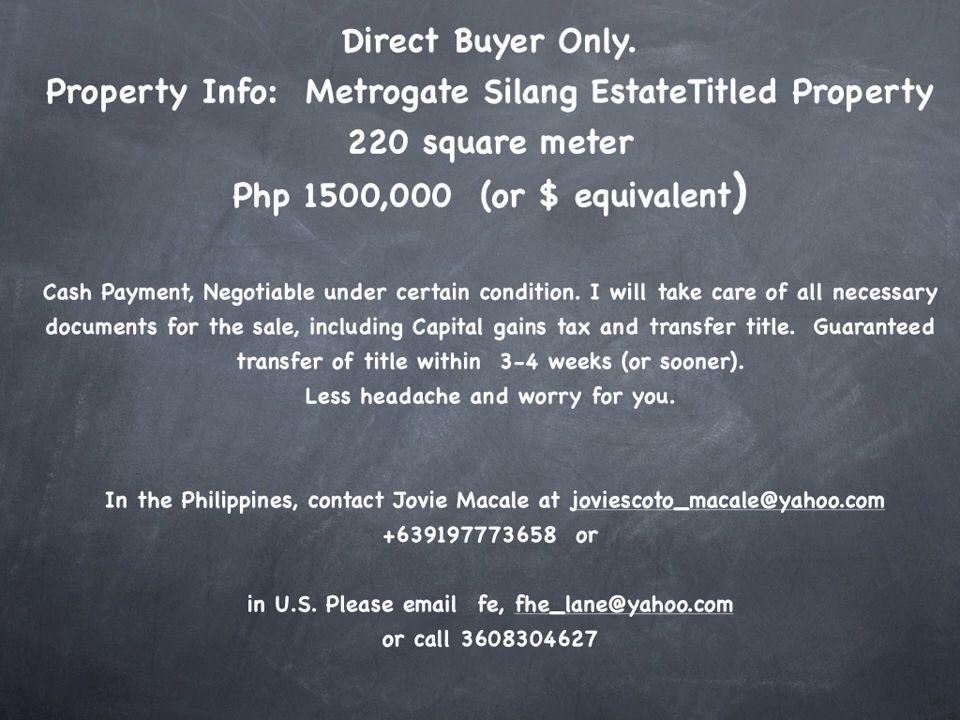 Direct Buyer Only.
Property Info: Metrogate Silang EstateTitled Property
220 square meter
Php 1500,000 (or $ equivalent)
Cash Payment, Negotiable under certain condition. I will take care of all necessary
documents for the sale, including Capital gains tax and transfer title. Guaranteed
transfer of title within 3-4 weeks (or sooner).
Less headache and worry for you.
In the Philippines, contact Jovie Macale at joviescoto_macale@yahoo.com
+639197773658 or
in U.S. Please email fe, fhe_lane@yahoo.com
or call 3608304627